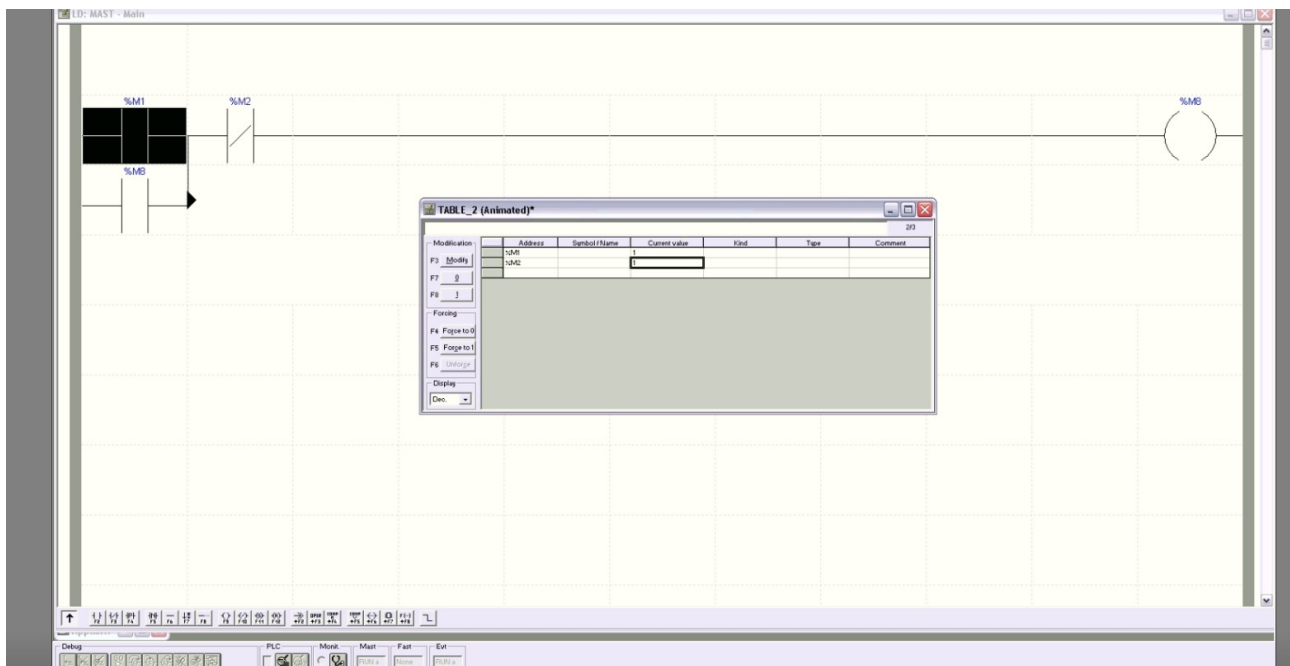 LD: MAST - Main
%M1 %M2 %M8
%M8
TABLE_2 (Animated)*
2/3
Modification
Address Symbol / Name Current value Kind Type Comment
%M1 1
F3 Modify
%M2 1
F7 0
F8 1
Forcing
F4 Force to 0
F5 Force to 1
F6 Unforce
Display
Dec.
Debug PLC Monit. Mast Fast Evt
None